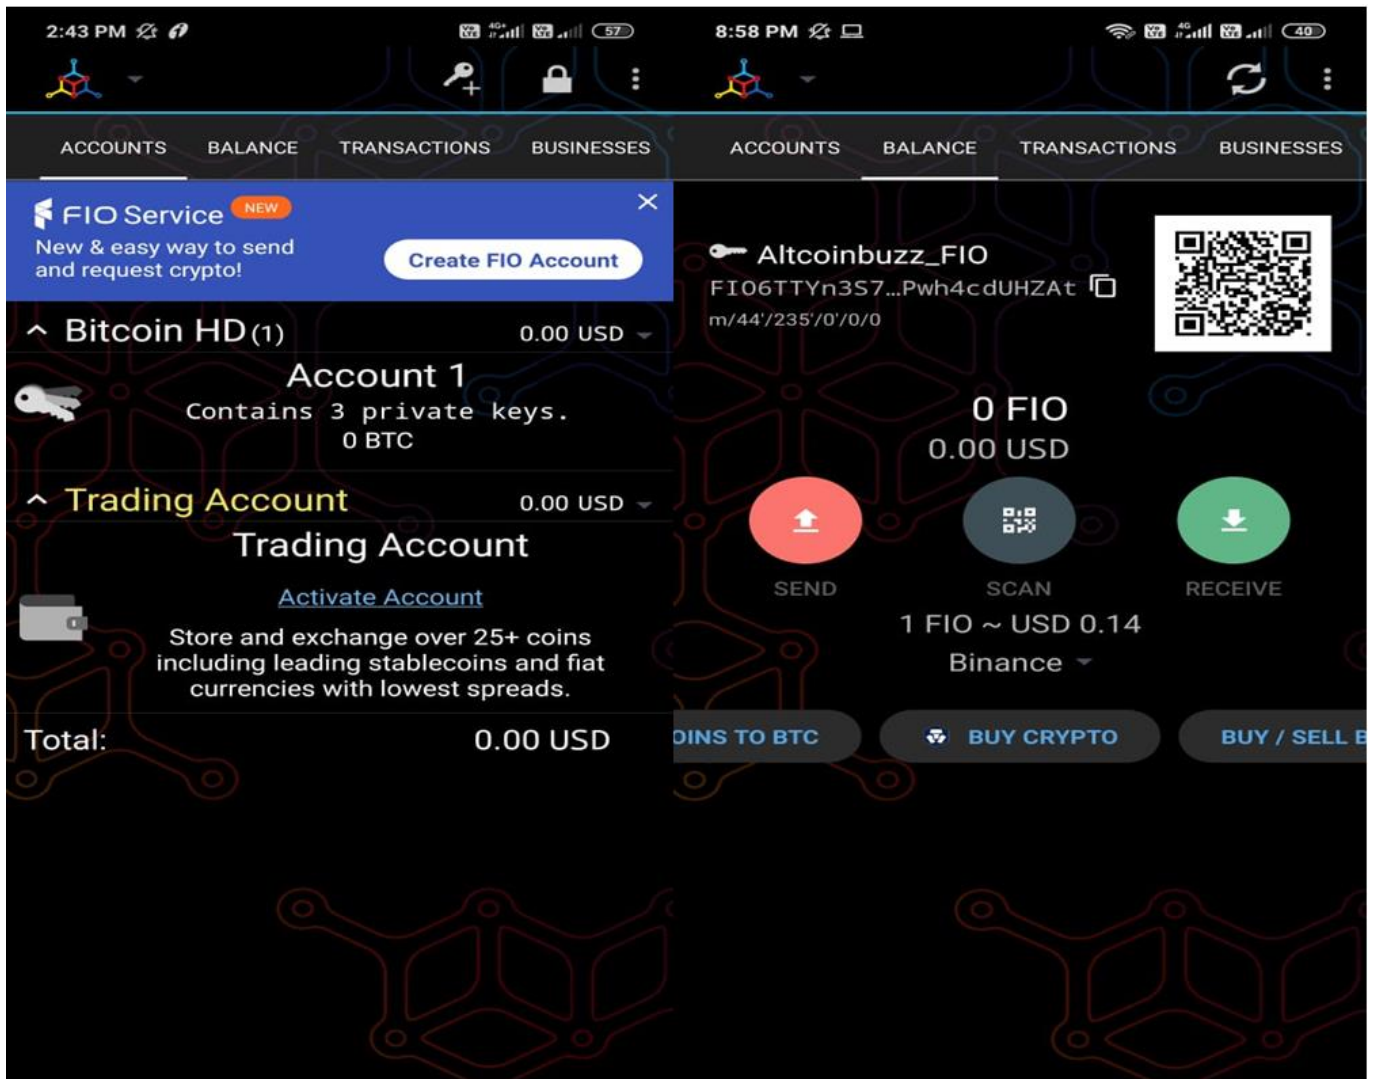 2:43 PM
4G+
57
ACCOUNTS BALANCE TRANSACTIONS BUSINESSES
FIO Service NEW
New & easy way to send
and request crypto!
Create FIO Account
Bitcoin HD (1) 0.00 USD
Account 1
Contains 3 private keys.
0 BTC
Trading Account 0.00 USD
Trading Account
Activate Account
Store and exchange over 25+ coins
including leading stablecoins and fiat
currencies with lowest spreads.
Total: 0.00 USD
8:58 PM
4G
40
ACCOUNTS BALANCE TRANSACTIONS BUSINESSES
Altcoinbuzz_FIO
FIO6TTYn3S7…Pwh4cdUHZAt
m/44'/235'/0'/0/0
0 FIO
0.00 USD
SEND SCAN RECEIVE
1 FIO ~ USD 0.14
Binance
OINS TO BTC BUY CRYPTO BUY / SELL B